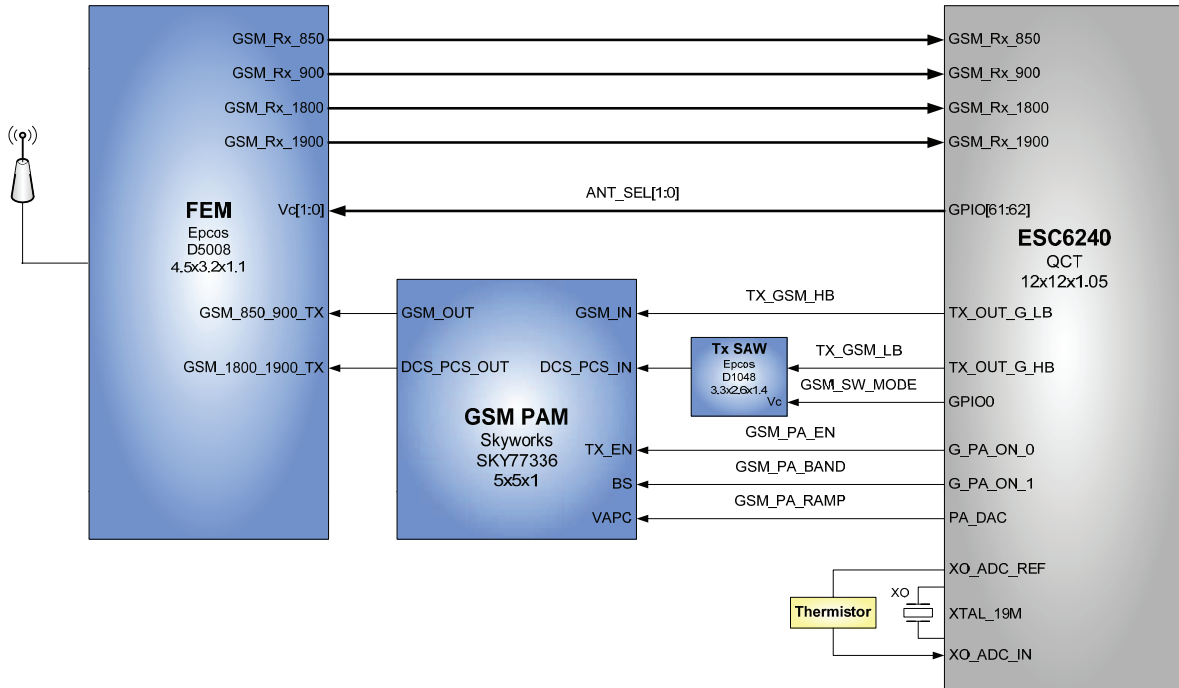 GSM_Rx_850 GSM_Rx_850
GSM_Rx_900 GSM_Rx_900
GSM_Rx_1800 GSM_Rx_1800
GSM_Rx_1900 GSM_Rx_1900
ANT_SEL[1:0]
FEM Vc[1:0] GPIO[61:62]
Epcos
D5008
4.5x3.2x1.1
ESC6240
QCT
12x12x1.05
TX_GSM_HB
GSM_850_900_TX GSM_OUT GSM_IN TX_OUT_G_LB
Tx SAW
Epcos
D1048
3.3x2.6x1.4
Vc
TX_GSM_LB
GSM_1800_1900_TX DCS_PCS_OUT DCS_PCS_IN TX_OUT_G_HB
GSM_SW_MODE
GPIO0
GSM PAM
Skyworks
SKY77336
5x5x1
GSM_PA_EN
TX_EN G_PA_ON_0
GSM_PA_BAND
BS G_PA_ON_1
GSM_PA_RAMP
VAPC PA_DAC
XO_ADC_REF
XO
Thermistor XTAL_19M
XO_ADC_IN